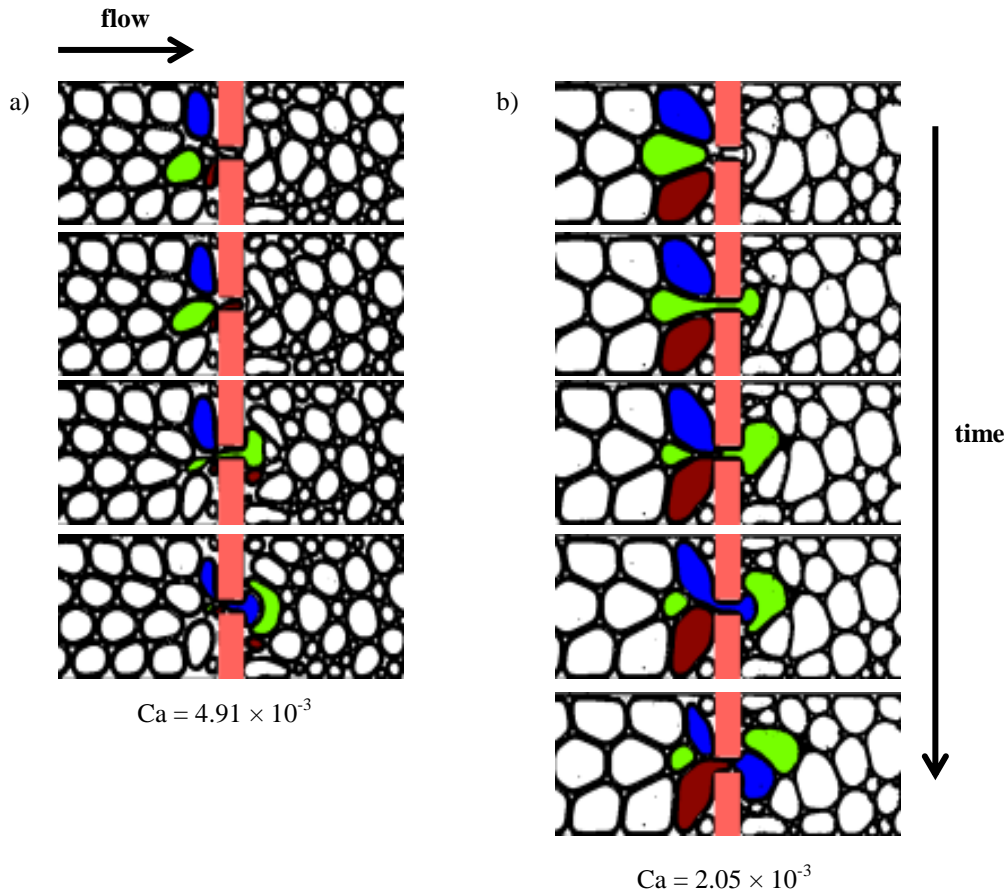 flow
a)
b)
time
Ca = 4.91 × 10⁻³
Ca = 2.05 × 10⁻³